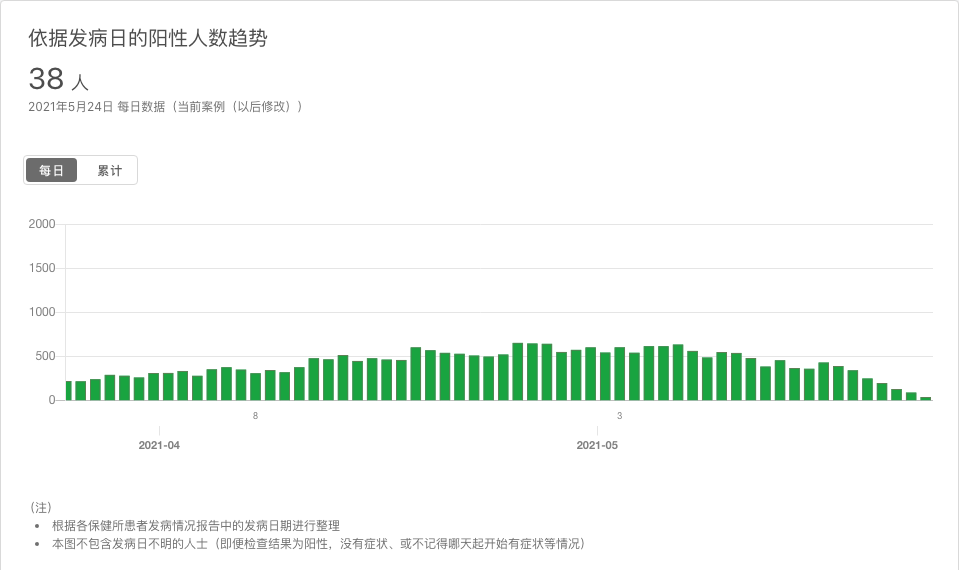 依据发病日的阳性人数趋势
38 人
2021年5月24日 每日数据（当前案例（以后修改））
每日 累计
2000
1500
1000
500
0
8 3
2021-04 2021-05
（注）
• 根据各保健所患者发病情况报告中的发病日期进行整理
• 本图不包含发病日不明的人士（即便检查结果为阳性，没有症状、或不记得哪天起开始有症状等情况）